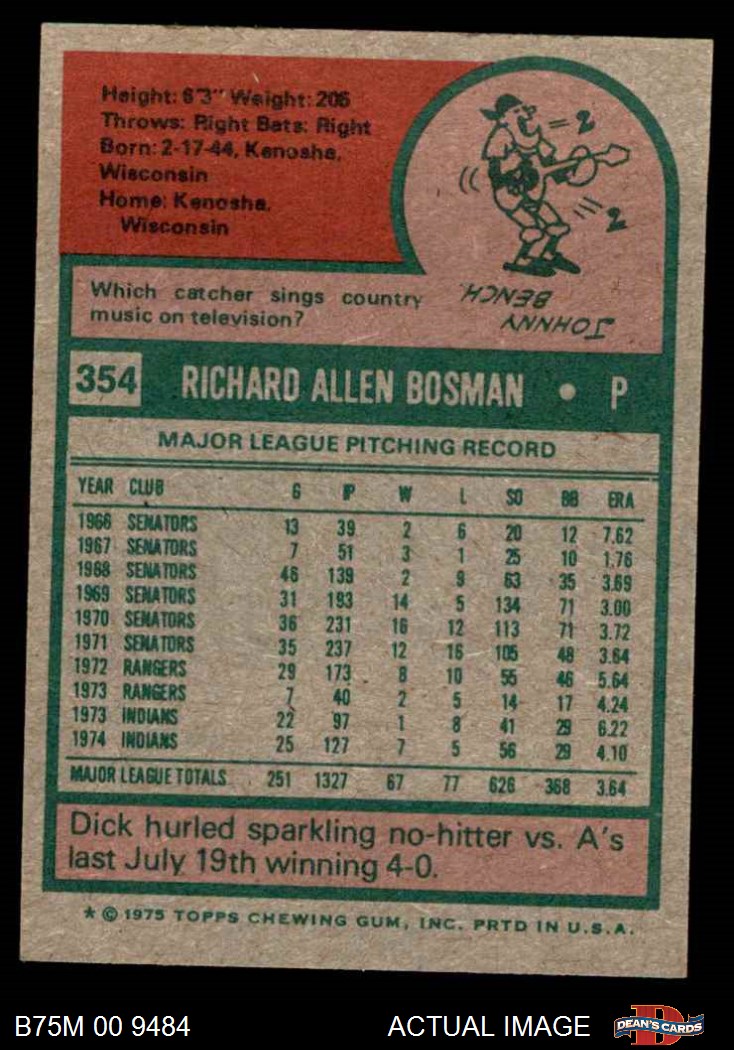 Height: 6'3" Weight: 205
Throws: Right Bats: Right
Born: 2-17-44, Kenosha,
Wisconsin
Home: Kenosha,
Wisconsin
2
2
Which catcher sings country
music on television?
JOHNNY
BENCH
354 RICHARD ALLEN BOSMAN • P
MAJOR LEAGUE PITCHING RECORD
YEAR CLUB G IP W L SO BB ERA
1966 SENATORS 13 39 2 6 20 12 7.62
1967 SENATORS 7 51 3 1 25 10 1.76
1968 SENATORS 46 139 2 9 63 35 3.69
1969 SENATORS 31 193 14 5 134 71 3.00
1970 SENATORS 36 231 16 12 113 71 3.72
1971 SENATORS 35 237 12 16 105 48 3.64
1972 RANGERS 29 173 8 10 55 46 5.64
1973 RANGERS 7 40 2 5 14 17 4.24
1973 INDIANS 22 97 1 8 41 29 6.22
1974 INDIANS 25 127 7 5 56 29 4.10
MAJOR LEAGUE TOTALS 251 1327 67 77 626 368 3.64
Dick hurled sparkling no-hitter vs. A's
last July 19th winning 4-0.
* © 1975 TOPPS CHEWING GUM, INC. PRTD IN U.S.A.
B75M 00 9484 ACTUAL IMAGE
D
DEAN'S CARDS